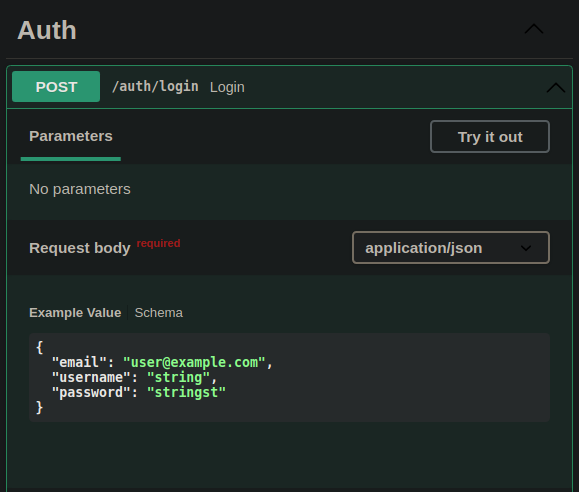 Auth
POST /auth/login Login
Parameters Try it out
No parameters
Request body required application/json
Example Value Schema
{
  "email": "user@example.com",
  "username": "string",
  "password": "stringst"
}